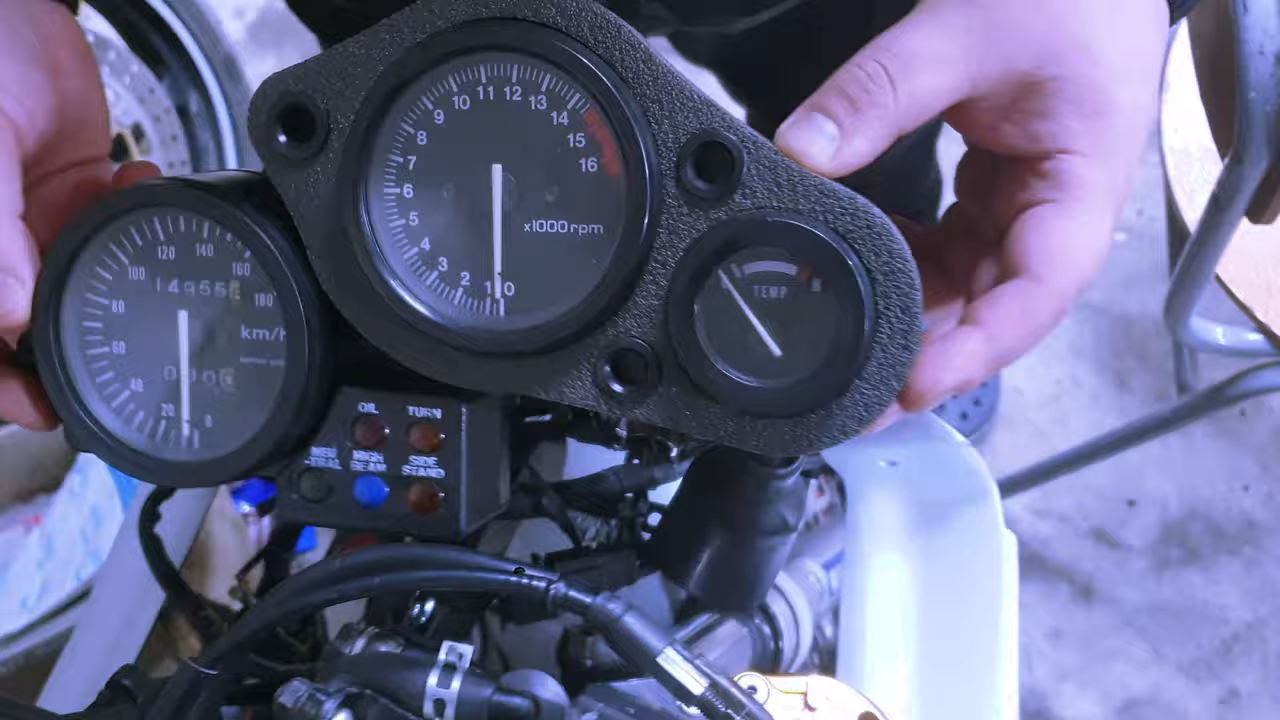 11 12
10 13
9 14
8 15
7 16
6
5 x1000 rpm
4
3
2
1 0
120 140
100 160
80 180
60 km/h
40
20 0
TEMP
H
OIL TURN
HIGH BEAM
SIDE STAND